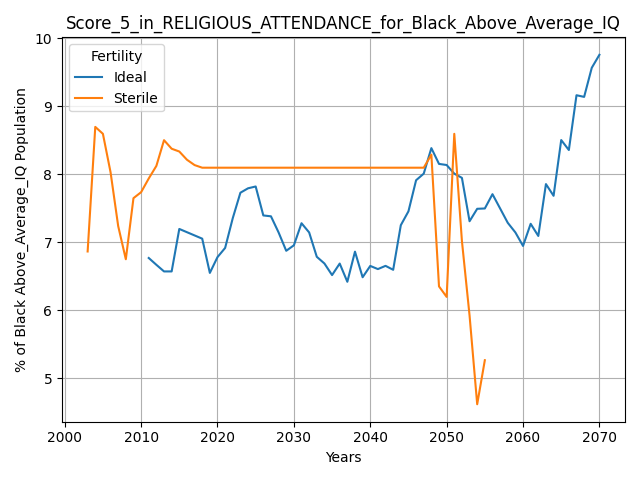 Score_5_in_RELIGIOUS_ATTENDANCE_for_Black_Above_Average_IQ
Fertility
Ideal
Sterile
% of Black Above_Average_IQ Population
10
9
8
7
6
5
2000 2010 2020 2030 2040 2050 2060 2070
Years